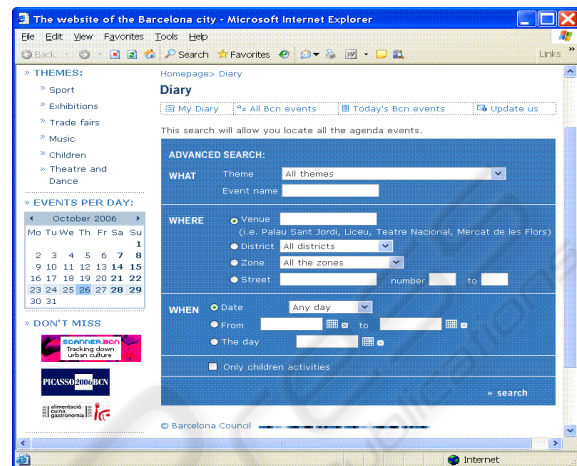 The website of the Barcelona city - Microsoft Internet Explorer
File Edit View Favorites Tools Help
Back Search Favorites Links »
» THEMES:
» Sport
» Exhibitions
» Trade fairs
» Music
» Children
» Theatre and
Dance
» EVENTS PER DAY:
October 2006
Mo Tu We Th Fr Sa Su
1
2 3 4 5 6 7 8
9 10 11 12 13 14 15
16 17 18 19 20 21 22
23 24 25 26 27 28 29
30 31
» DON'T MISS
SCANNER.BCN
Tracking down
urban culture
PICASSO2006BCN
alimentació
cuina
gastronomia
Homepage> Diary
Diary
My Diary
All Bcn events
Today's Bcn events
Update us
This search will allow you locate all the agenda events.
ADVANCED SEARCH:
WHAT Theme All themes
Event name
WHERE Venue
(i.e. Palau Sant Jordi, Liceu, Teatre Nacional, Mercat de les Flors)
District All districts
Zone All the zones
Street number to
WHEN Date Any day
From to
The day
Only children activities
» search
© Barcelona Council
Internet